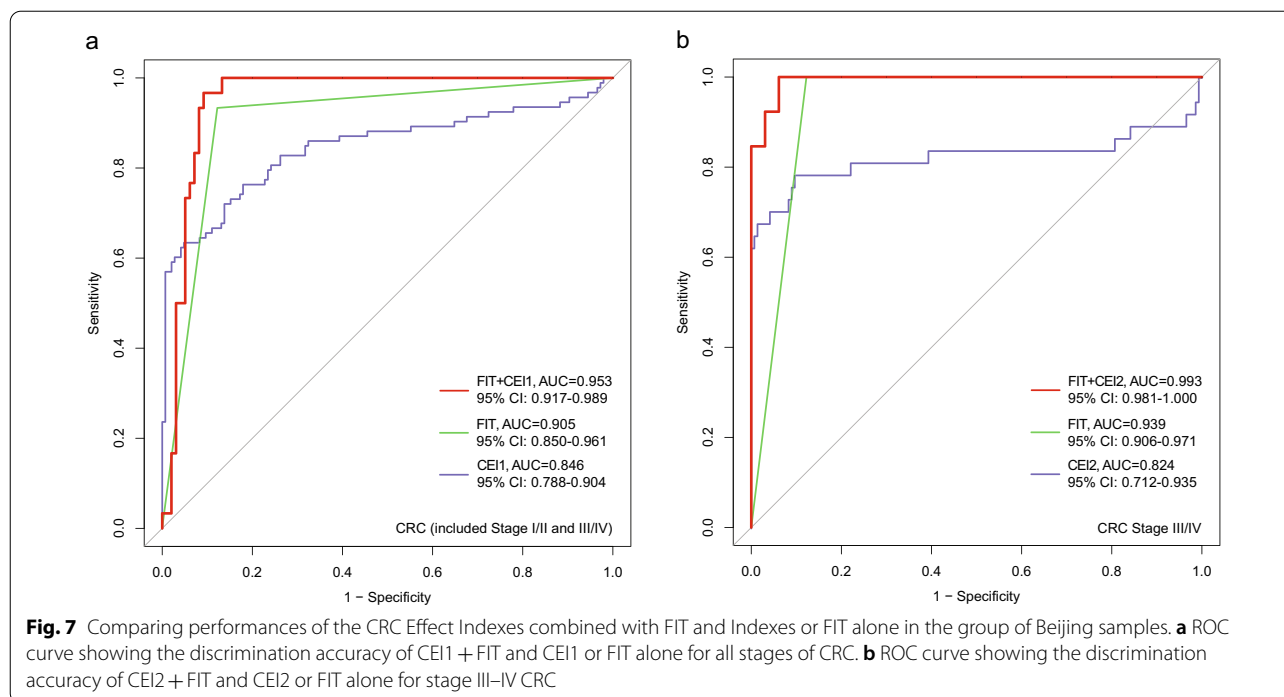 a
1.0
0.8
0.6
0.4
0.2
0.0
Sensitivity
FIT+CEI1, AUC=0.953
95% CI: 0.917-0.989
FIT, AUC=0.905
95% CI: 0.850-0.961
CEI1, AUC=0.846
95% CI: 0.788-0.904
CRC (included Stage I/II and III/IV)
0.0 0.2 0.4 0.6 0.8 1.0
1 − Specificity
b
1.0
0.8
0.6
0.4
0.2
0.0
Sensitivity
FIT+CEI2, AUC=0.993
95% CI: 0.981-1.000
FIT, AUC=0.939
95% CI: 0.906-0.971
CEI2, AUC=0.824
95% CI: 0.712-0.935
CRC Stage III/IV
0.0 0.2 0.4 0.6 0.8 1.0
1 − Specificity
Fig. 7 Comparing performances of the CRC Effect Indexes combined with FIT and Indexes or FIT alone in the group of Beijing samples. a ROC
curve showing the discrimination accuracy of CEI1 + FIT and CEI1 or FIT alone for all stages of CRC. b ROC curve showing the discrimination
accuracy of CEI2 + FIT and CEI2 or FIT alone for stage III–IV CRC